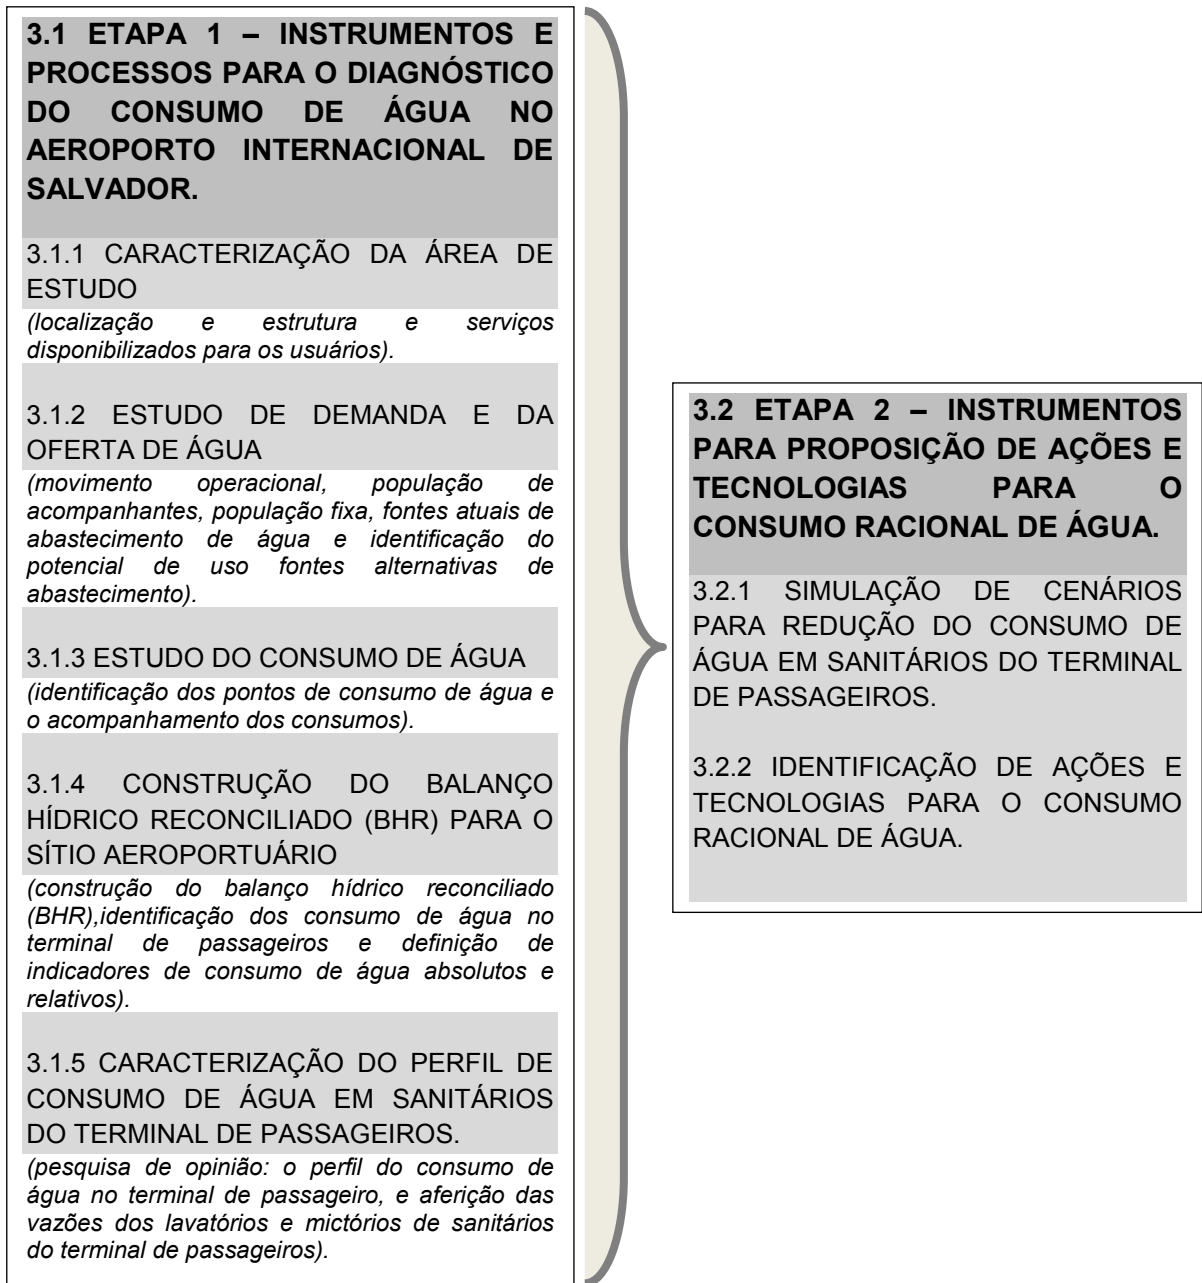 3.1 ETAPA 1 – INSTRUMENTOS E
PROCESSOS PARA O DIAGNÓSTICO
DO CONSUMO DE ÁGUA NO
AEROPORTO INTERNACIONAL DE
SALVADOR.
3.1.1 CARACTERIZAÇÃO DA ÁREA DE
ESTUDO
(localização e estrutura e serviços
disponibilizados para os usuários).
3.1.2 ESTUDO DE DEMANDA E DA
OFERTA DE ÁGUA
(movimento operacional, população de
acompanhantes, população fixa, fontes atuais de
abastecimento de água e identificação do
potencial de uso fontes alternativas de
abastecimento).
3.1.3 ESTUDO DO CONSUMO DE ÁGUA
(identificação dos pontos de consumo de água e
o acompanhamento dos consumos).
3.1.4 CONSTRUÇÃO DO BALANÇO
HÍDRICO RECONCILIADO (BHR) PARA O
SÍTIO AEROPORTUÁRIO
(construção do balanço hídrico reconciliado
(BHR),identificação dos consumo de água no
terminal de passageiros e definição de
indicadores de consumo de água absolutos e
relativos).
3.1.5 CARACTERIZAÇÃO DO PERFIL DE
CONSUMO DE ÁGUA EM SANITÁRIOS
DO TERMINAL DE PASSAGEIROS.
(pesquisa de opinião: o perfil do consumo de
água no terminal de passageiro, e aferição das
vazões dos lavatórios e mictórios de sanitários
do terminal de passageiros).
3.2 ETAPA 2 – INSTRUMENTOS
PARA PROPOSIÇÃO DE AÇÕES E
TECNOLOGIAS PARA O
CONSUMO RACIONAL DE ÁGUA.
3.2.1 SIMULAÇÃO DE CENÁRIOS
PARA REDUÇÃO DO CONSUMO DE
ÁGUA EM SANITÁRIOS DO TERMINAL
DE PASSAGEIROS.
3.2.2 IDENTIFICAÇÃO DE AÇÕES E
TECNOLOGIAS PARA O CONSUMO
RACIONAL DE ÁGUA.